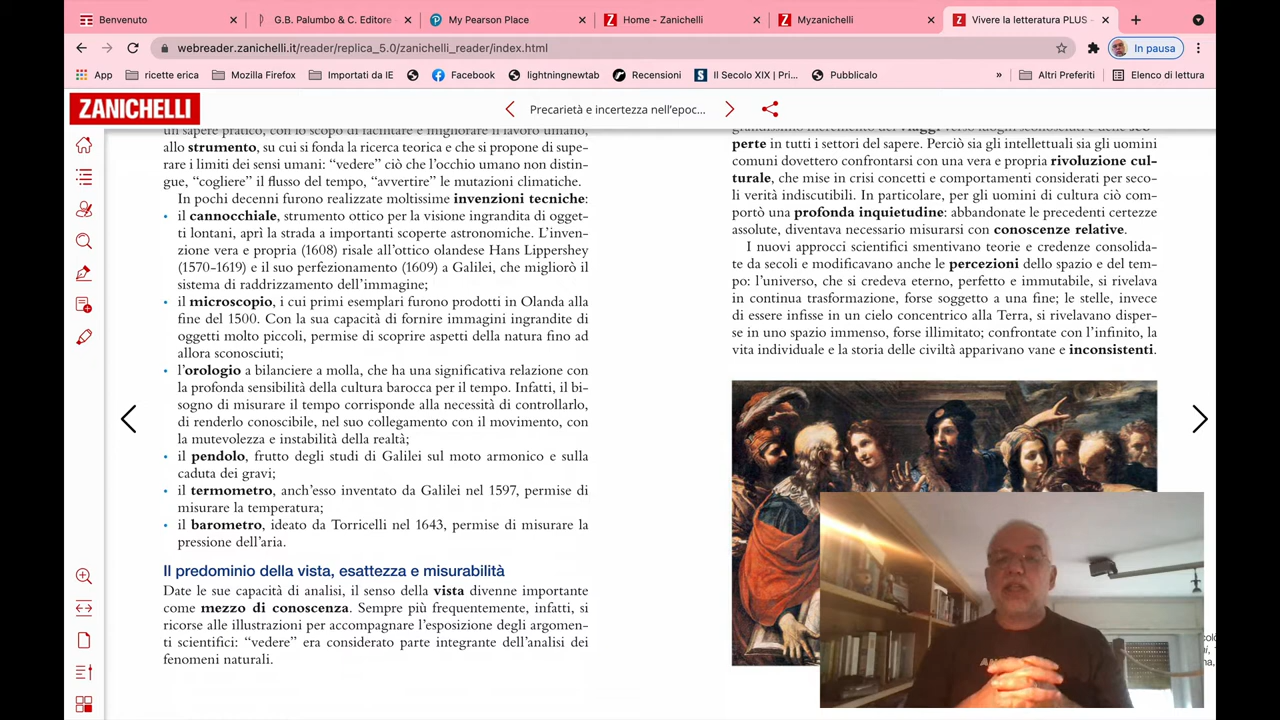 Benvenuto
G.B. Palumbo & C. Editore -
My Pearson Place
Home - Zanichelli
Myzanichelli
Vivere la letteratura PLUS -
webreader.zanichelli.it/reader/replica_5.0/zanichelli_reader/index.html
In pausa
App
ricette erica
Mozilla Firefox
Importati da IE
Facebook
lightningnewtab
Recensioni
Il Secolo XIX | Pri...
Pubblicalo
»
Altri Preferiti
Elenco di lettura
ZANICHELLI
Precarietà e incertezza nell'epoc...
un sapere pratico, con lo scopo di facilitare e migliorare il lavoro umano,
allo strumento, su cui si fonda la ricerca teorica e che si propone di supe-
rare i limiti dei sensi umani: “vedere” ciò che l'occhio umano non distin-
gue, “cogliere” il flusso del tempo, “avvertire” le mutazioni climatiche.
In pochi decenni furono realizzate moltissime invenzioni tecniche:
• il cannocchiale, strumento ottico per la visione ingrandita di ogget-
ti lontani, aprì la strada a importanti scoperte astronomiche. L'inven-
zione vera e propria (1608) risale all'ottico olandese Hans Lippershey
(1570-1619) e il suo perfezionamento (1609) a Galilei, che migliorò il
sistema di raddrizzamento dell'immagine;
• il microscopio, i cui primi esemplari furono prodotti in Olanda alla
fine del 1500. Con la sua capacità di fornire immagini ingrandite di
oggetti molto piccoli, permise di scoprire aspetti della natura fino ad
allora sconosciuti;
• l'orologio a bilanciere a molla, che ha una significativa relazione con
la profonda sensibilità della cultura barocca per il tempo. Infatti, il bi-
sogno di misurare il tempo corrisponde alla necessità di controllarlo,
di renderlo conoscibile, nel suo collegamento con il movimento, con
la mutevolezza e instabilità della realtà;
• il pendolo, frutto degli studi di Galilei sul moto armonico e sulla
caduta dei gravi;
• il termometro, anch'esso inventato da Galilei nel 1597, permise di
misurare la temperatura;
• il barometro, ideato da Torricelli nel 1643, permise di misurare la
pressione dell'aria.
Il predominio della vista, esattezza e misurabilità
Date le sue capacità di analisi, il senso della vista divenne importante
come mezzo di conoscenza. Sempre più frequentemente, infatti, si
ricorse alle illustrazioni per accompagnare l'esposizione degli argomen-
ti scientifici: “vedere” era considerato parte integrante dell'analisi dei
fenomeni naturali.
grandissimo incremento dei viaggi verso luoghi sconosciuti e delle sco-
perte in tutti i settori del sapere. Perciò sia gli intellettuali sia gli uomini
comuni dovettero confrontarsi con una vera e propria rivoluzione cul-
turale, che mise in crisi concetti e comportamenti considerati per seco-
li verità indiscutibili. In particolare, per gli uomini di cultura ciò com-
portò una profonda inquietudine: abbandonate le precedenti certezze
assolute, diventava necessario misurarsi con conoscenze relative.
I nuovi approcci scientifici smentivano teorie e credenze consolida-
te da secoli e modificavano anche le percezioni dello spazio e del tem-
po: l'universo, che si credeva eterno, perfetto e immutabile, si rivelava
in continua trasformazione, forse soggetto a una fine; le stelle, invece
di essere infisse in un cielo concentrico alla Terra, si rivelavano disper-
se in uno spazio immenso, forse illimitato; confrontate con l'infinito, la
vita individuale e la storia delle civiltà apparivano vane e inconsistenti.